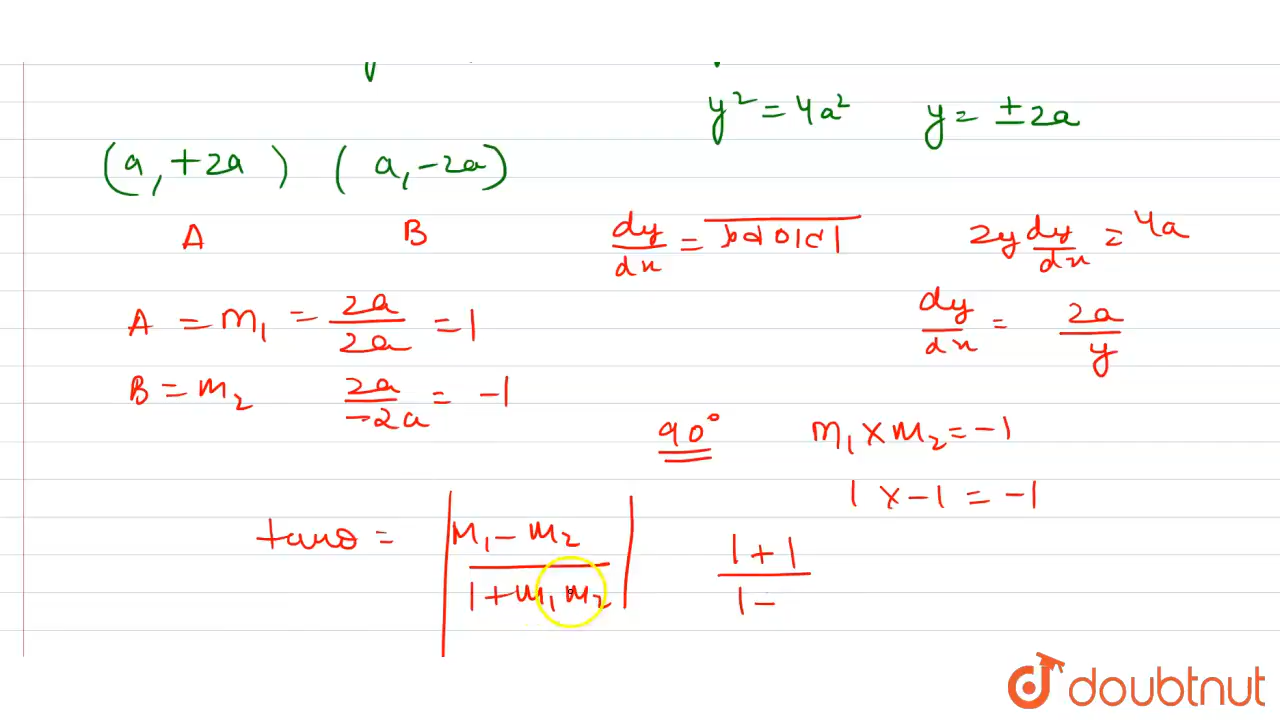 y² = 4a² y = ±2a
(a, +2a) (a, -2a)
A B
dy/dx = 2y dy/dx = 4a
A = m₁ = 2a/2a = 1
dy/dx = 2a/y
B = m₂ 2a/-2a = -1
90° m₁ × m₂ = -1
1 × -1 = -1
tanθ = |m₁ - m₂ / 1 + m₁m₂| 1 + 1 / 1 -
doubtnut